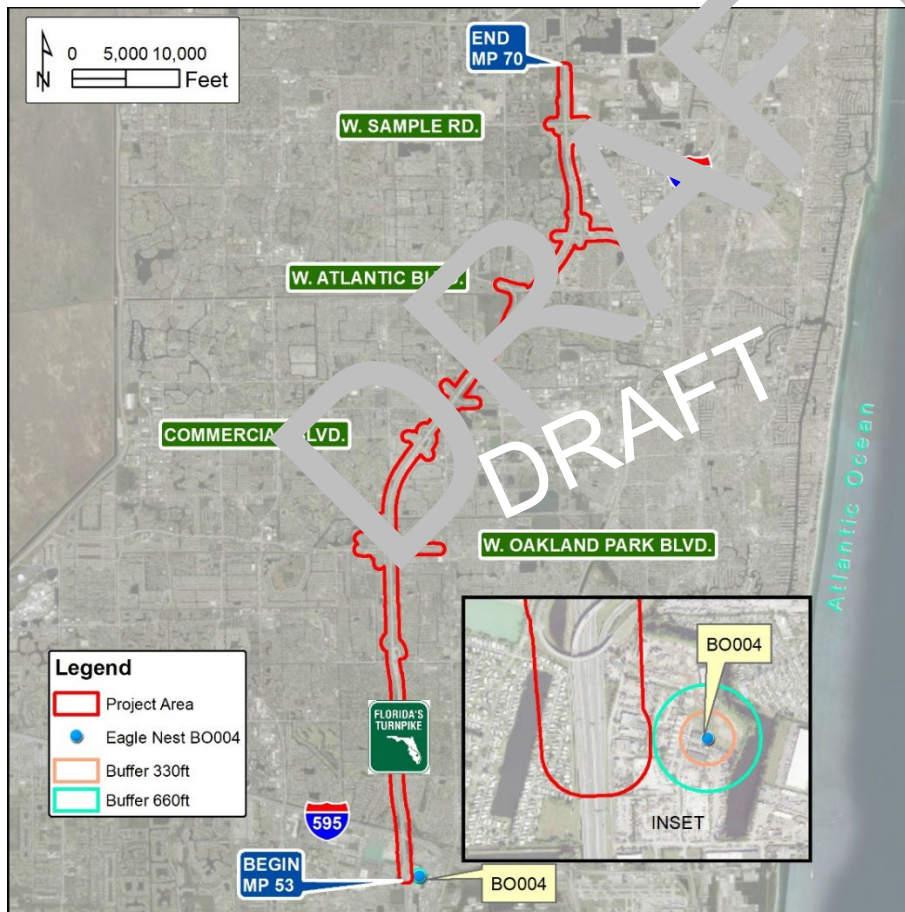 0 5,000 10,000
N
Feet
END
MP 70
W. SAMPLE RD.
W. ATLANTIC
COMMERCIAL BLVD.
DRAFT
DRAFT
W. OAKLAND PARK BLVD.
Atlantic Ocean
Legend
Project Area
Eagle Nest BO004
Buffer 330ft
Buffer 660ft
FLORIDA'S
TURNPIKE
595
BEGIN
MP 53
BO004
BO004
INSET